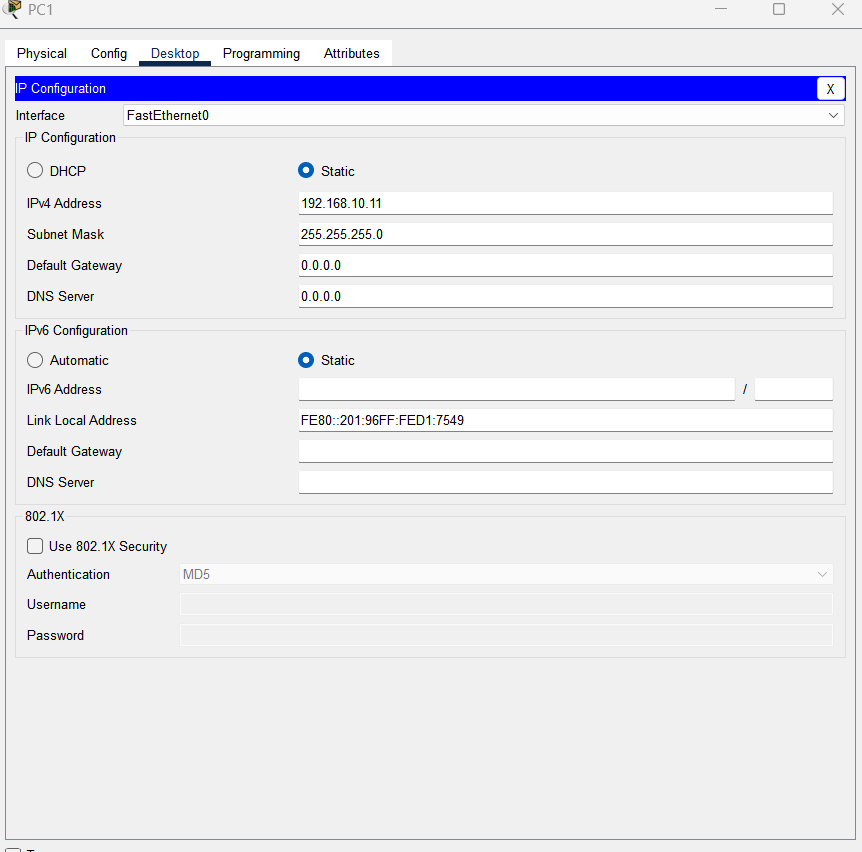 PC1
Physical Config Desktop Programming Attributes
IP Configuration X
Interface FastEthernet0
IP Configuration
DHCP Static
IPv4 Address 192.168.10.11
Subnet Mask 255.255.255.0
Default Gateway 0.0.0.0
DNS Server 0.0.0.0
IPv6 Configuration
Automatic Static
IPv6 Address /
Link Local Address FE80::201:96FF:FED1:7549
Default Gateway
DNS Server
802.1X
Use 802.1X Security
Authentication MD5
Username
Password